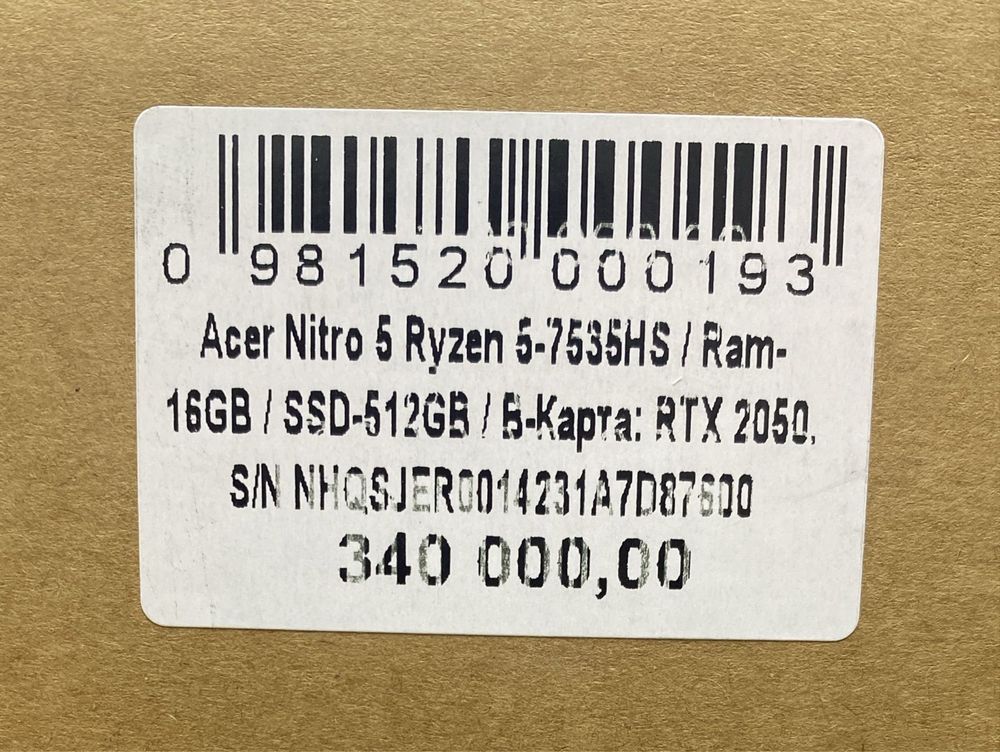 0 981520 000193
Acer Nitro 5 Ryzen 5-7535HS / Ram-
16GB / SSD-512GB / В-Карта: RTX 2050,
S/N NHQSJER0014231A7D87600
340 000,00